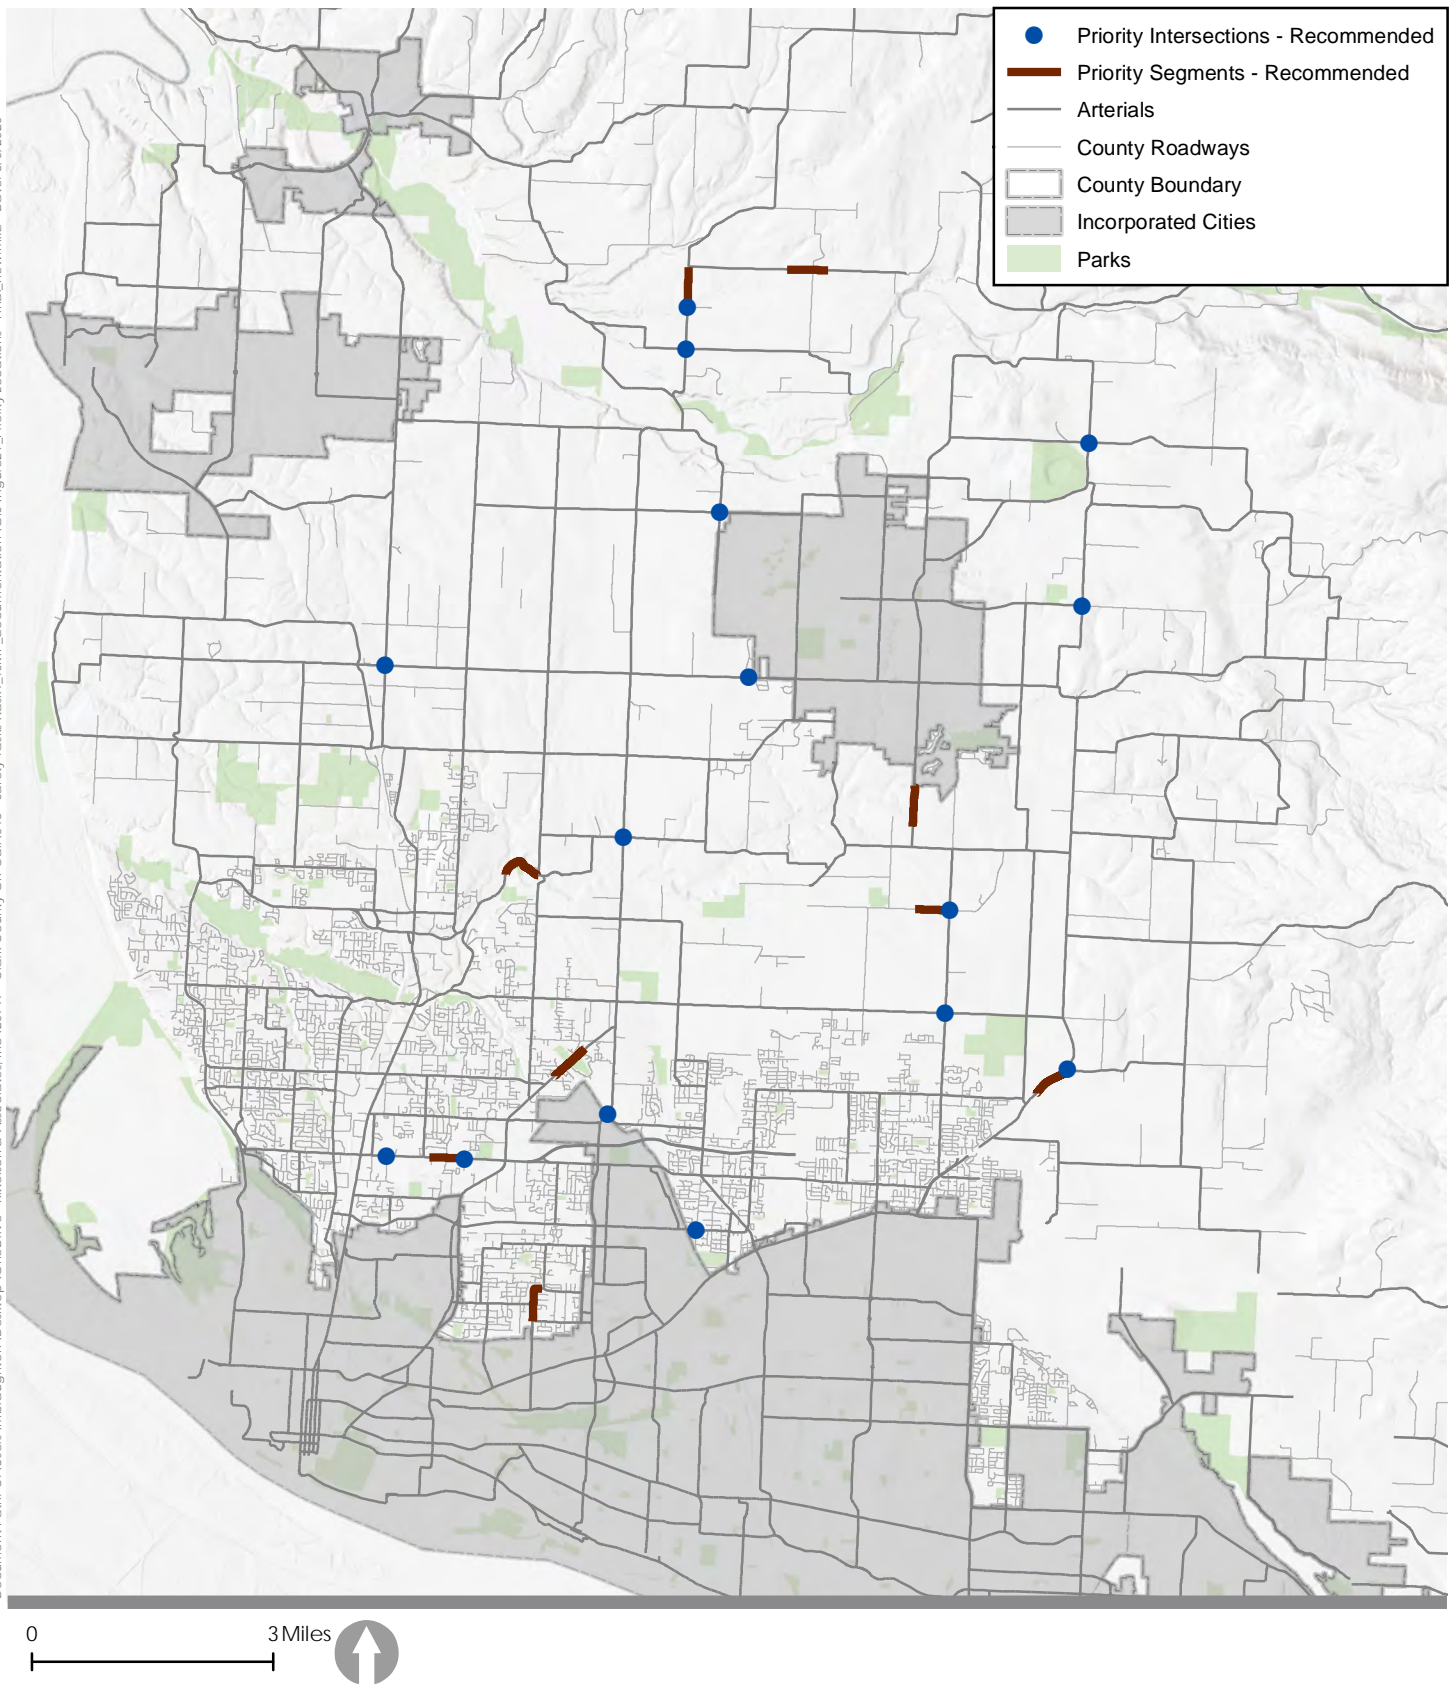 Priority Intersections - Recommended
Priority Segments - Recommended
Arterials
County Roadways
County Boundary
Incorporated Cities
Parks
0 3 Miles